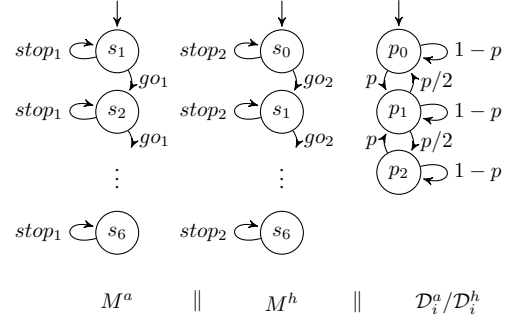 stop₁ s₁ stop₂ s₀ p₀ 1 − p
go₁ go₂ p p/2
stop₁ s₂ stop₂ s₁ p₁ 1 − p
go₁ go₂ p p/2
⋮ ⋮ p₂ 1 − p
stop₁ s₆ stop₂ s₆
Mᵃ ∥ Mʰ ∥ 𝒟ᵢᵃ/𝒟ᵢʰ